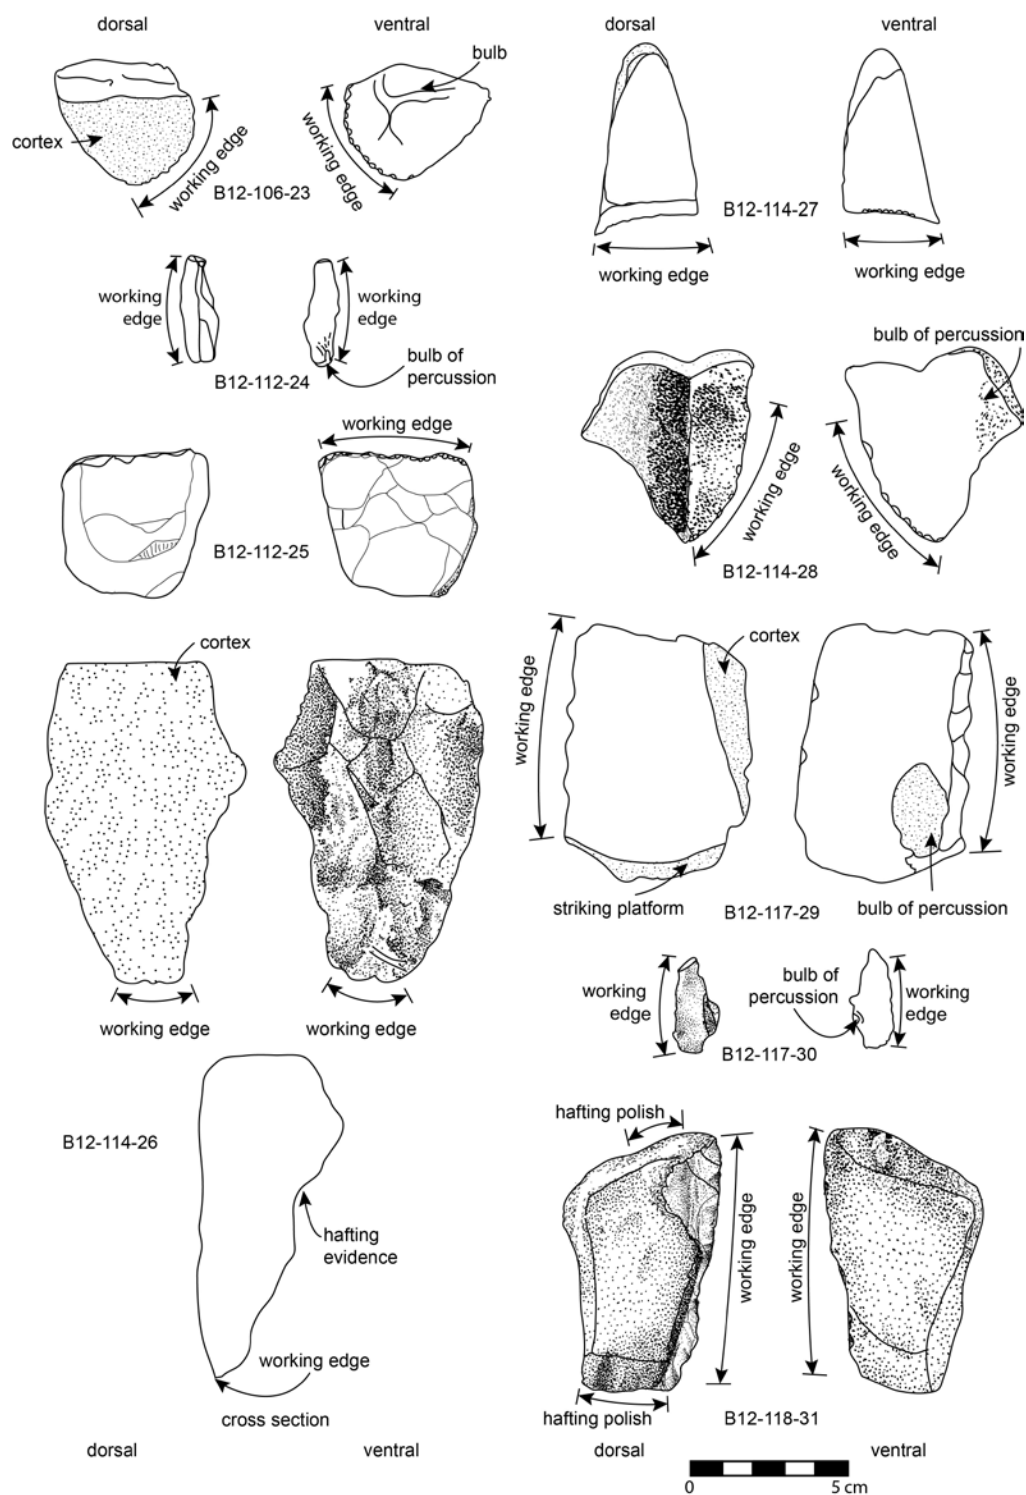 dorsal
ventral
bulb
cortex
working edge
working edge
B12-106-23
working
edge
working
edge
bulb of
percussion
B12-112-24
working edge
B12-112-25
cortex
working edge
working edge
B12-114-26
hafting
evidence
working edge
cross section
dorsal
ventral
dorsal
ventral
B12-114-27
working edge
working edge
bulb of percussion
working edge
working edge
B12-114-28
cortex
working edge
working edge
striking platform
B12-117-29
bulb of percussion
working
edge
bulb of
percussion
working
edge
B12-117-30
hafting polish
working edge
working edge
hafting polish
B12-118-31
dorsal
ventral
0
5 cm